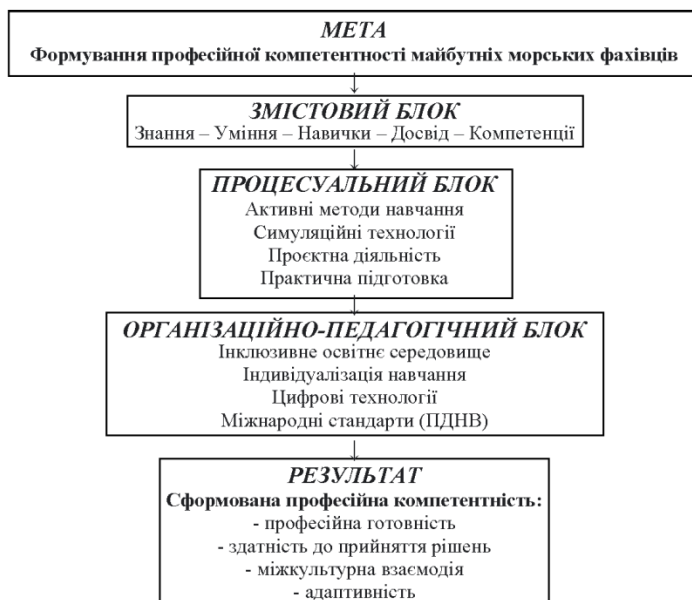 МЕТА
Формування професійної компетентності майбутніх морських фахівців
ЗМІСТОВИЙ БЛОК
Знання – Уміння – Навички – Досвід – Компетенції
ПРОЦЕСУАЛЬНИЙ БЛОК
Активні методи навчання
Симуляційні технології
Проєктна діяльність
Практична підготовка
ОРГАНІЗАЦІЙНО-ПЕДАГОГІЧНИЙ БЛОК
Інклюзивне освітнє середовище
Індивідуалізація навчання
Цифрові технології
Міжнародні стандарти (ПДНВ)
РЕЗУЛЬТАТ
Сформована професійна компетентність:
- професійна готовність
- здатність до прийняття рішень
- міжкультурна взаємодія
- адаптивність